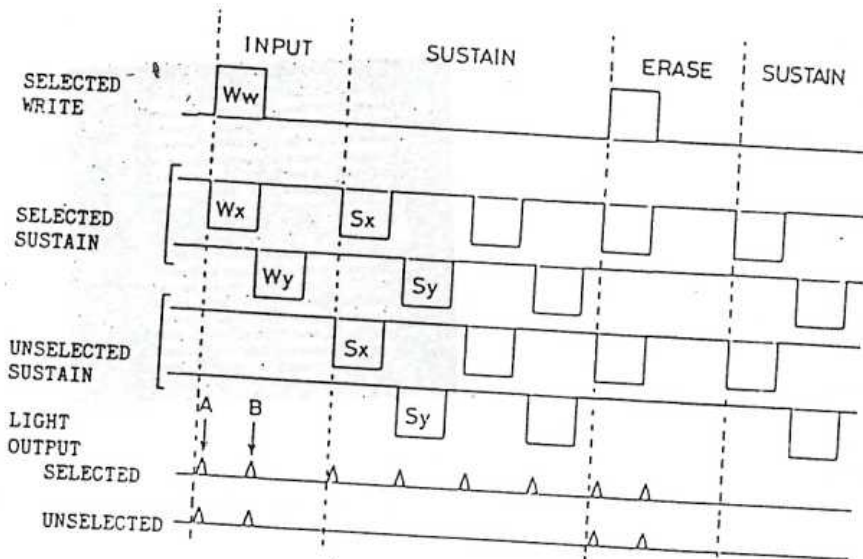 INPUT
SUSTAIN
ERASE
SUSTAIN
SELECTED
WRITE
Ww
SELECTED
SUSTAIN
Wx
Sx
Wy
Sy
UNSELECTED
SUSTAIN
Sx
Sy
LIGHT
OUTPUT
A
B
SELECTED
UNSELECTED